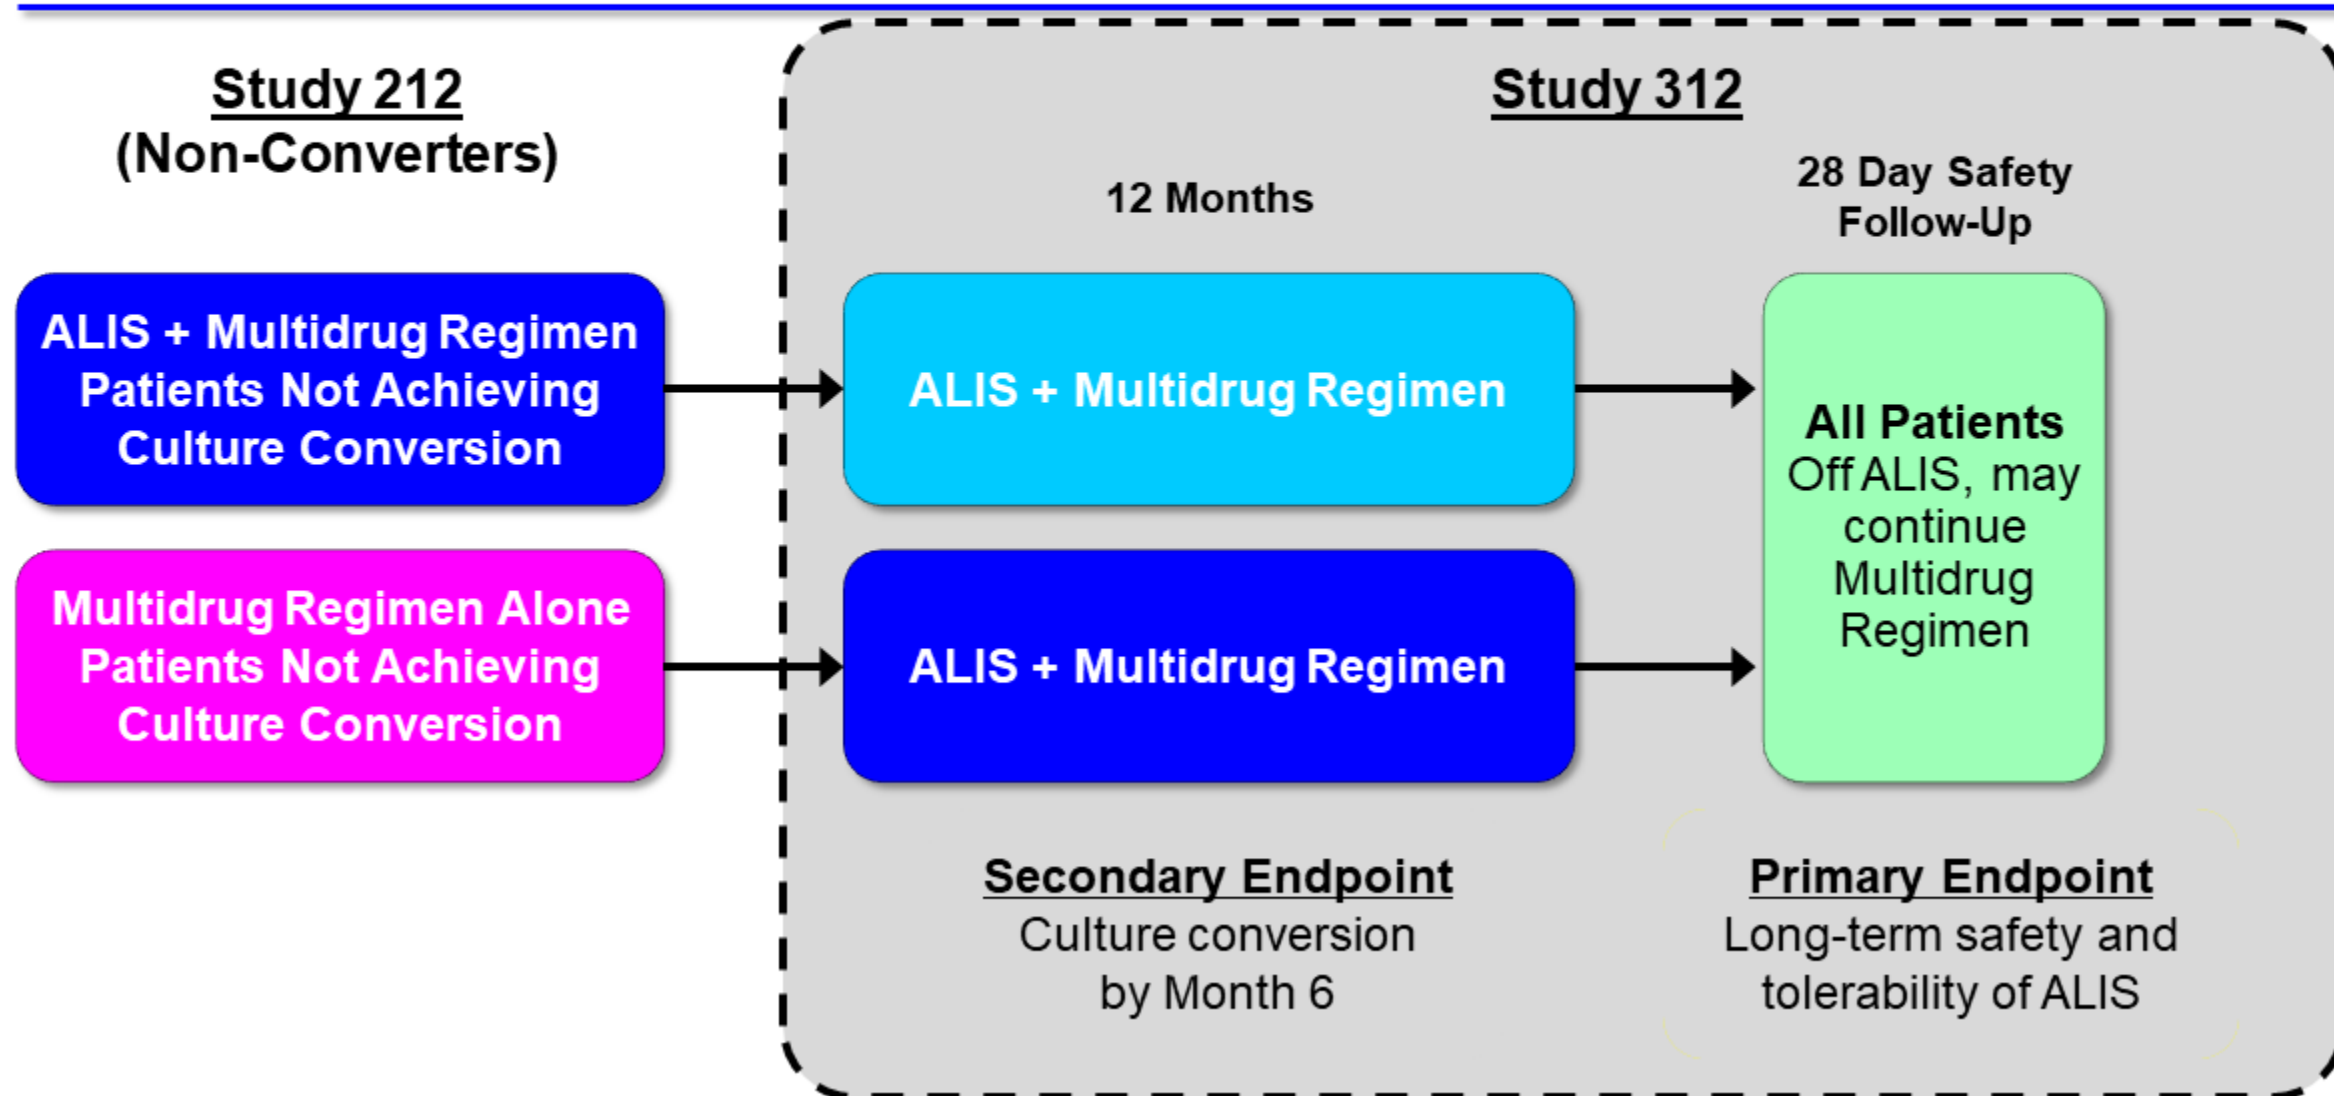 Study 212
(Non-Converters)
ALIS + Multidrug Regimen
Patients Not Achieving
Culture Conversion
Multidrug Regimen Alone
Patients Not Achieving
Culture Conversion
Study 312
12 Months
28 Day Safety
Follow-Up
ALIS + Multidrug Regimen
ALIS + Multidrug Regimen
All Patients
Off ALIS, may
continue
Multidrug
Regimen
Secondary Endpoint
Culture conversion
by Month 6
Primary Endpoint
Long-term safety and
tolerability of ALIS